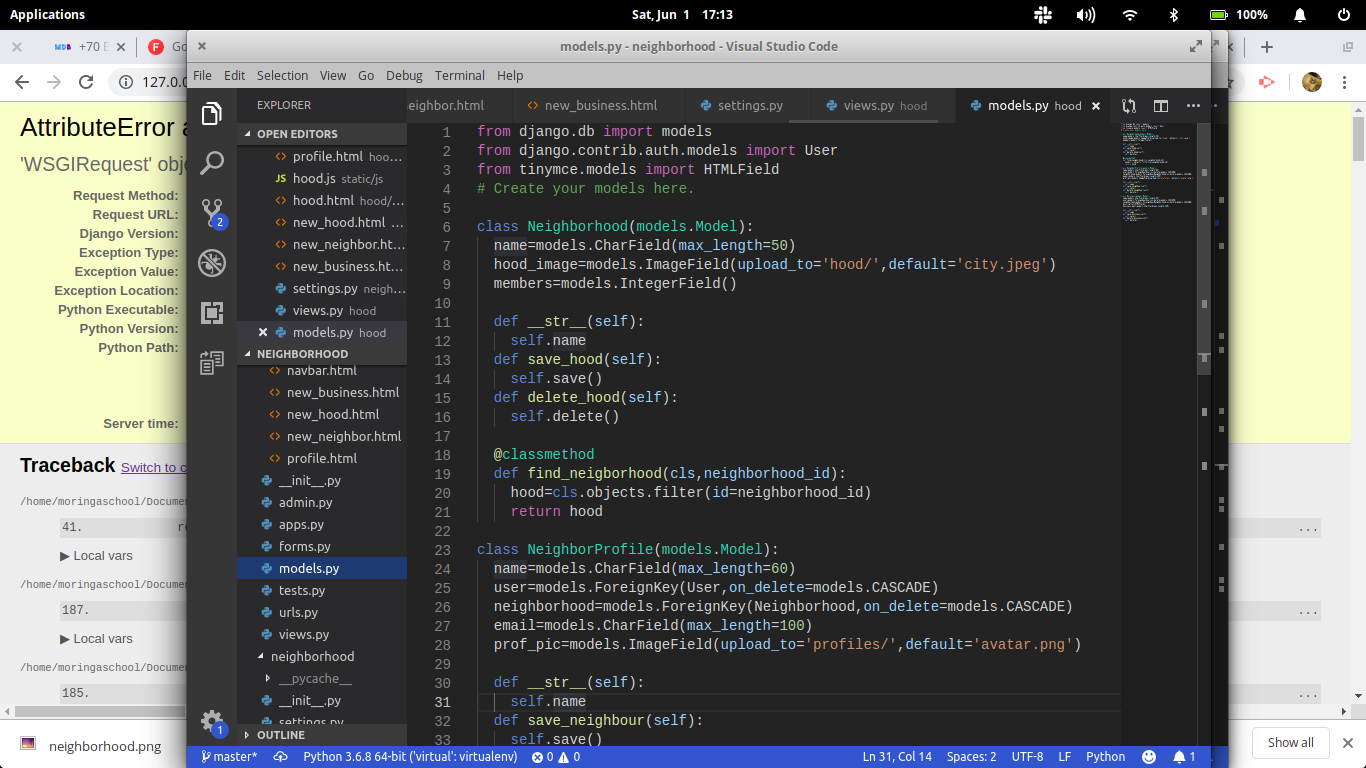 Applications
Sat, Jun 1 17:13
100%
+70
Go
127.0.0
models.py - neighborhood - Visual Studio Code
File Edit Selection View Go Debug Terminal Help
EXPLORER
eighbor.html
new_business.html
settings.py
views.py hood
models.py hood
OPEN EDITORS
profile.html hoo...
hood.js static/js
hood.html hood/...
new_hood.html
new_neighbor.ht...
new_business.ht...
settings.py neigh...
views.py hood
models.py hood
NEIGHBORHOOD
navbar.html
new_business.html
new_hood.html
new_neighbor.html
profile.html
__init__.py
admin.py
apps.py
forms.py
models.py
tests.py
urls.py
views.py
neighborhood
__pycache__
__init__.py
settings.py
OUTLINE
2
1
1 from django.db import models
2 from django.contrib.auth.models import User
3 from tinymce.models import HTMLField
4 # Create your models here.
5
6 class Neighborhood(models.Model):
7 name=models.CharField(max_length=50)
8 hood_image=models.ImageField(upload_to='hood/',default='city.jpeg')
9 members=models.IntegerField()
10
11 def __str__(self):
12 self.name
13 def save_hood(self):
14 self.save()
15 def delete_hood(self):
16 self.delete()
17
18 @classmethod
19 def find_neigborhood(cls,neighborhood_id):
20 hood=cls.objects.filter(id=neighborhood_id)
21 return hood
22
23 class NeighborProfile(models.Model):
24 name=models.CharField(max_length=60)
25 user=models.ForeignKey(User,on_delete=models.CASCADE)
26 neighborhood=models.ForeignKey(Neighborhood,on_delete=models.CASCADE)
27 email=models.CharField(max_length=100)
28 prof_pic=models.ImageField(upload_to='profiles/',default='avatar.png')
29
30 def __str__(self):
31 self.name
32 def save_neighbour(self):
33 self.save()
master* Python 3.6.8 64-bit ('virtual': virtualenv) 0 0 Ln 31, Col 14 Spaces: 2 UTF-8 LF Python 1
AttributeError a
'WSGIRequest' obje
Request Method:
Request URL:
Django Version:
Exception Type:
Exception Value:
Exception Location:
Python Executable:
Python Version:
Python Path:
Server time:
Traceback Switch to c
/home/moringaschool/Documen
41. re ...
▶ Local vars
/home/moringaschool/Documen
187. ...
▶ Local vars
/home/moringaschool/Documen
185. ...
neighborhood.png
Show all